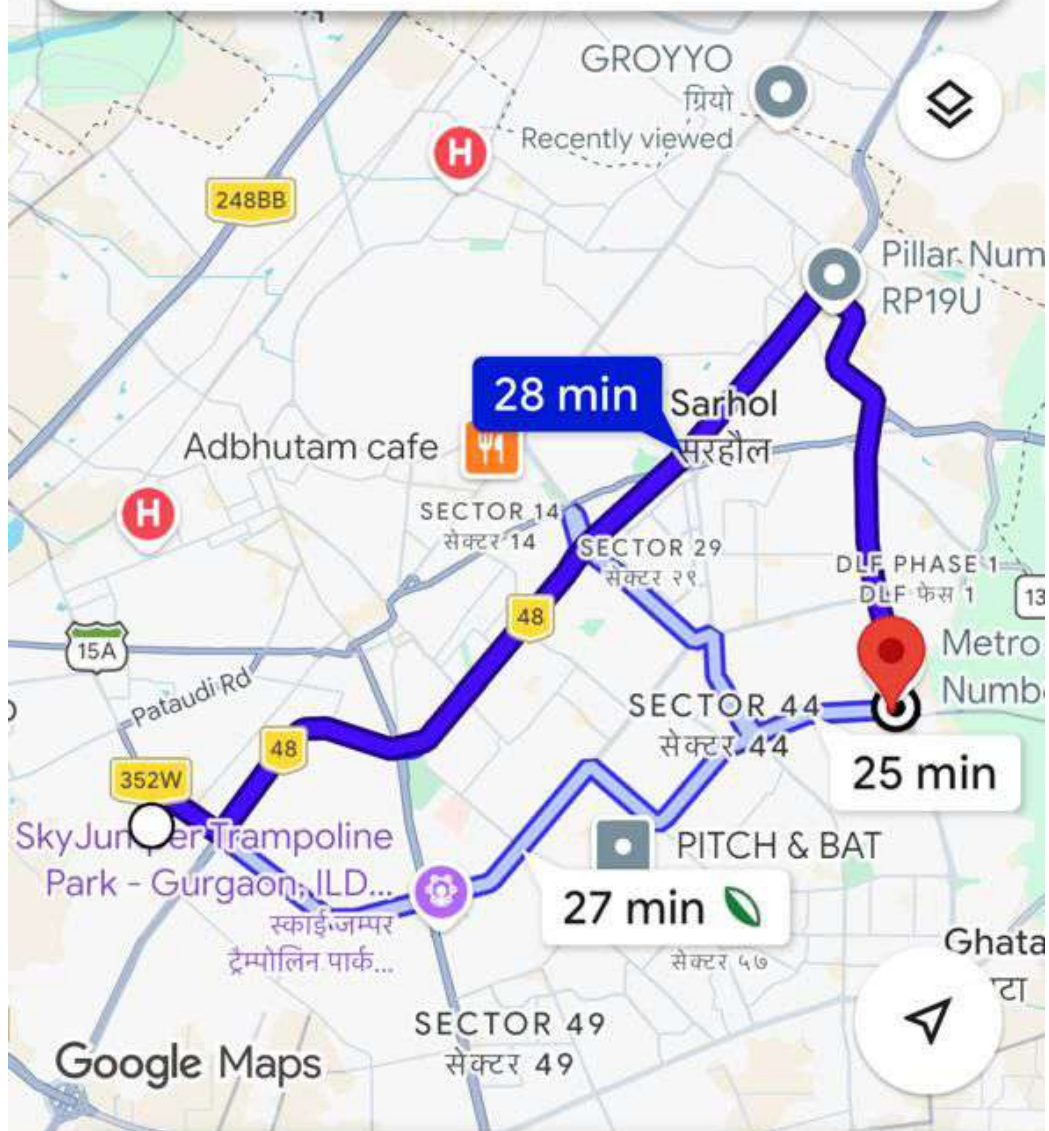 GROYYO
ग्रियो
Recently viewed
H
248BB
Pillar Num
RP19U
28 min
Sarhol
सरहौल
Adbhutam cafe
H
SECTOR 14
सेक्टर 14
SECTOR 29
सेक्टर २९
DLF PHASE 1
DLF फेस 1
13
48
15A
Pataudi Rd
Metro
Numbe
SECTOR 44
सेक्टर 44
48
352W
25 min
SkyJumper Trampoline
Park - Gurgaon, ILD...
स्काई जम्पर
ट्रैम्पोलिन पार्क...
PITCH & BAT
27 min
सेक्टर ५७
Ghata
टा
SECTOR 49
सेक्टर 49
Google Maps